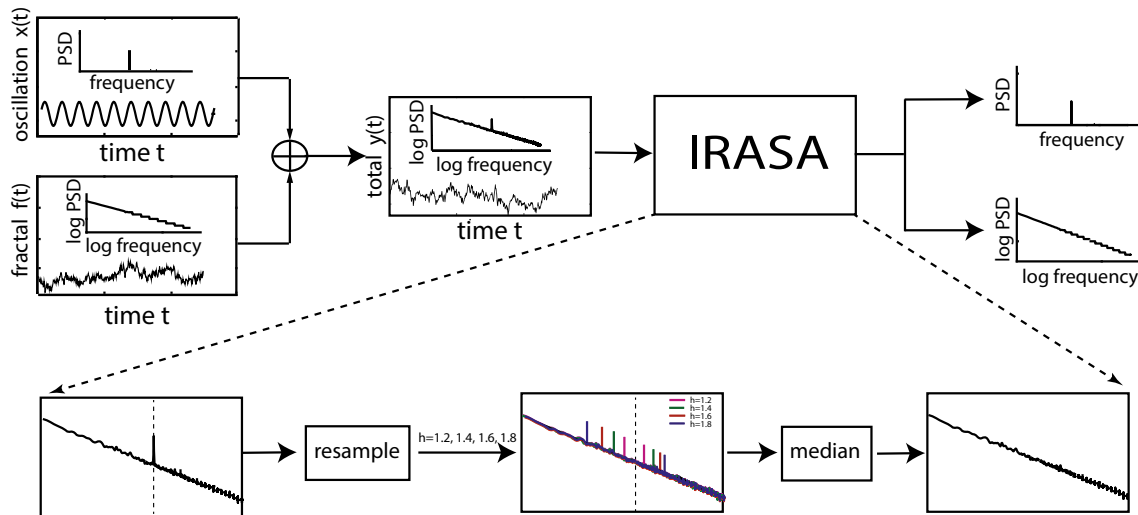 oscillation x(t)
PSD
frequency
time t
fractal f(t)
log PSD
log frequency
time t
total y(t)
log PSD
log frequency
time t
IRASA
PSD
frequency
log PSD
log frequency
resample
h=1.2, 1.4, 1.6, 1.8
h=1.2
h=1.4
h=1.6
h=1.8
median